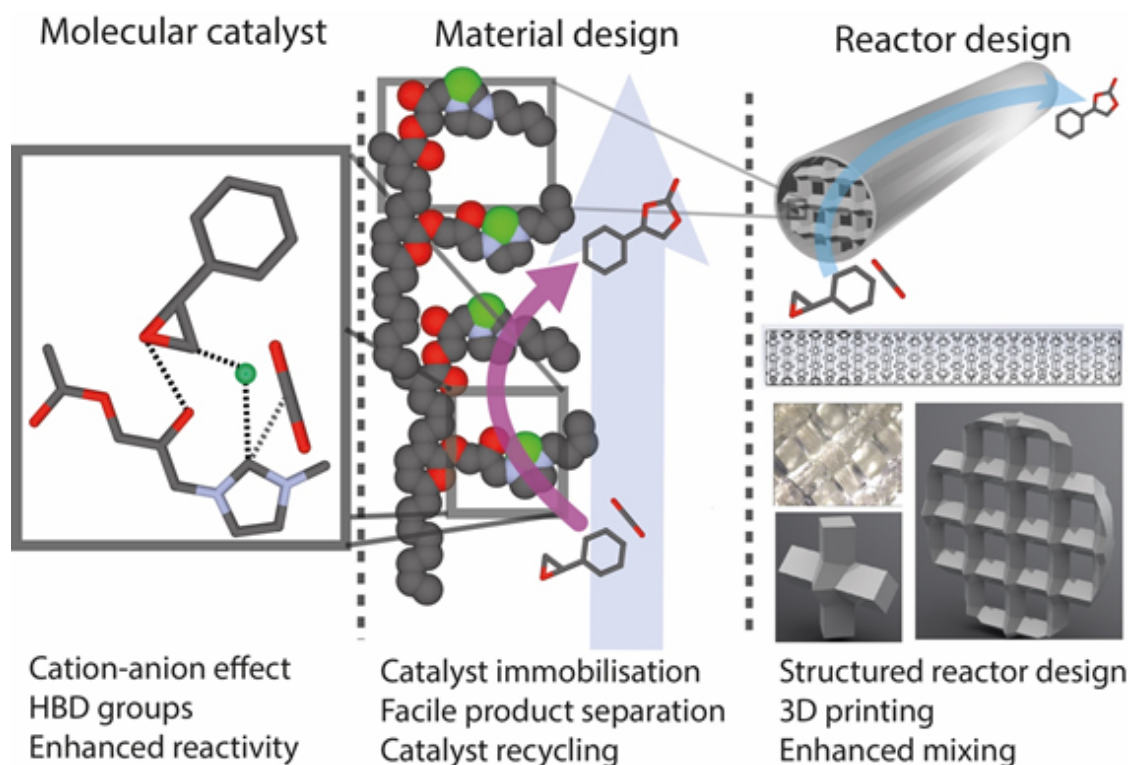 Molecular catalyst
Material design
Reactor design
Cation-anion effect
HBD groups
Enhanced reactivity
Catalyst immobilisation
Facile product separation
Catalyst recycling
Structured reactor design
3D printing
Enhanced mixing